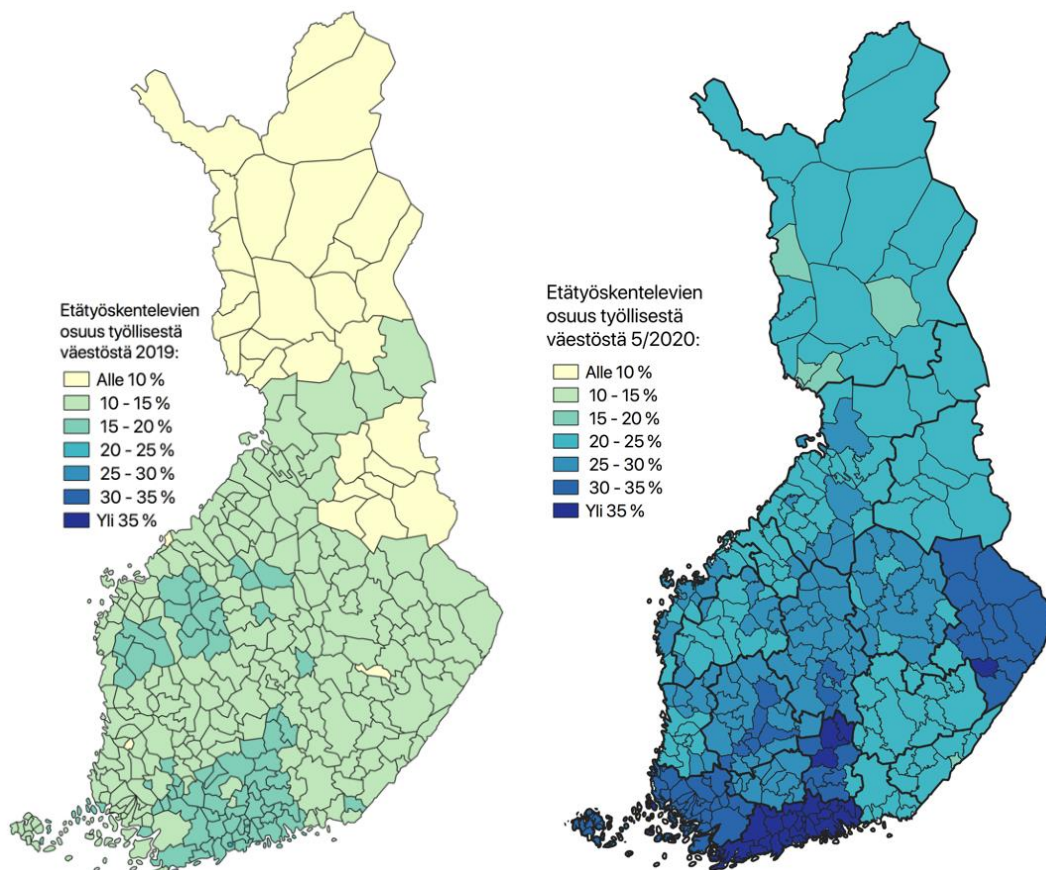 Etätyöskentelevien
osuus työllisestä
väestöstä 2019:
Alle 10 %
10 - 15 %
15 - 20 %
20 - 25 %
25 - 30 %
30 - 35 %
Yli 35 %
Etätyöskentelevien
osuus työllisestä
väestöstä 5/2020:
Alle 10 %
10 - 15 %
15 - 20 %
20 - 25 %
25 - 30 %
30 - 35 %
Yli 35 %